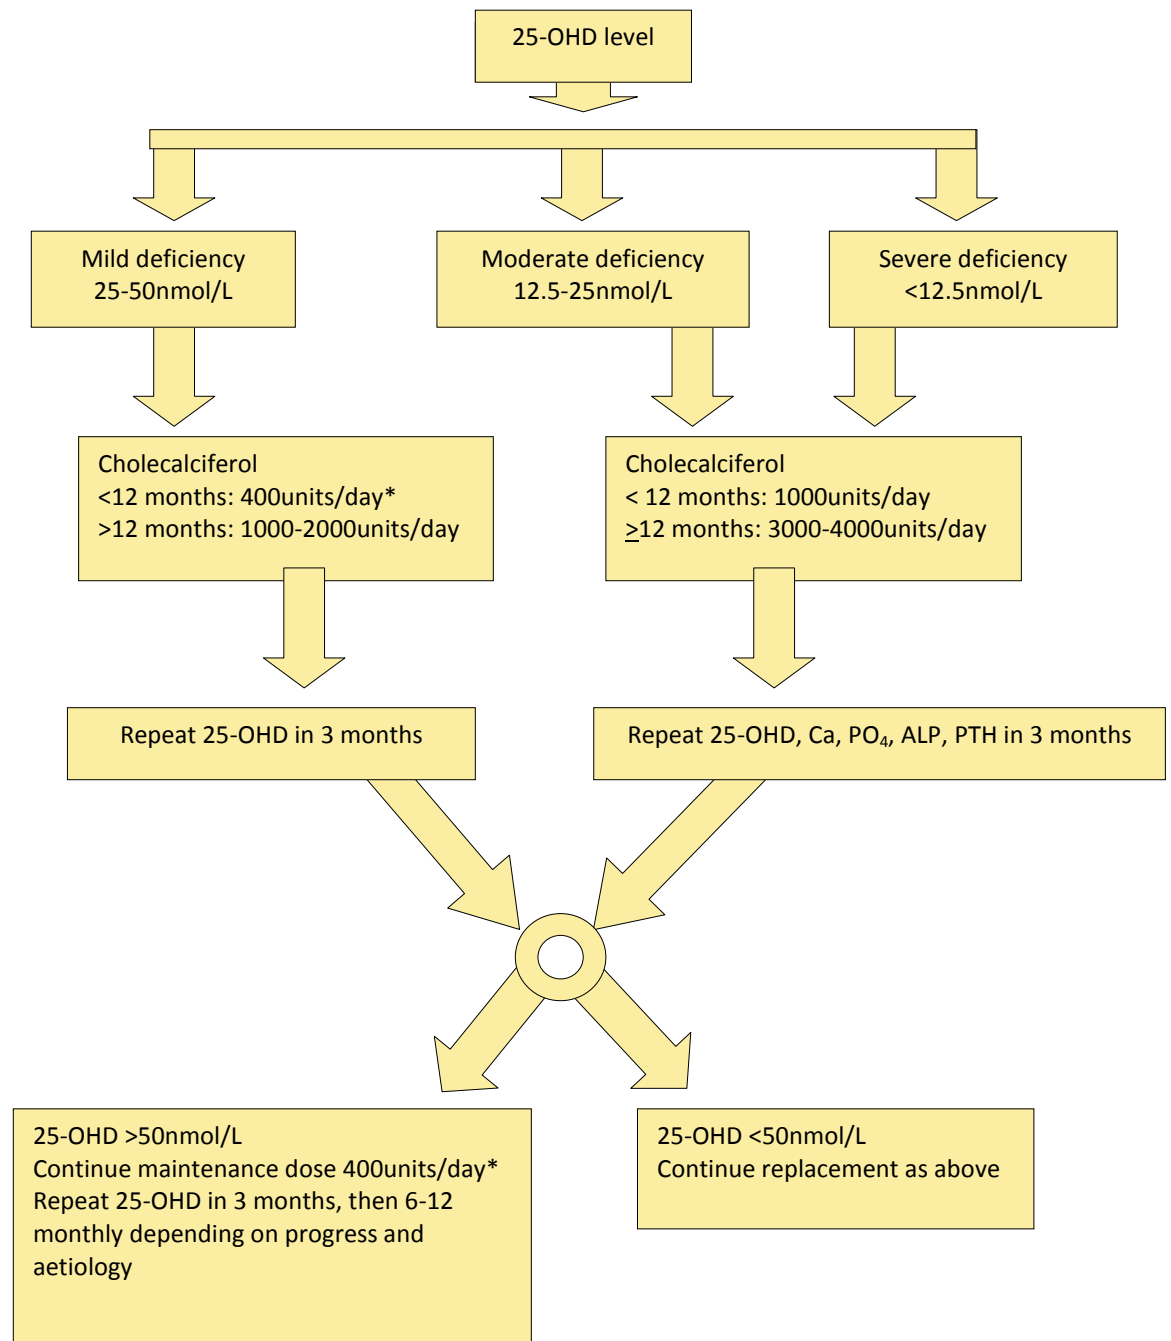 25-OHD level
Mild deficiency
25-50nmol/L
Moderate deficiency
12.5-25nmol/L
Severe deficiency
<12.5nmol/L
Cholecalciferol
<12 months: 400units/day*
>12 months: 1000-2000units/day
Cholecalciferol
< 12 months: 1000units/day
≥12 months: 3000-4000units/day
Repeat 25-OHD in 3 months
Repeat 25-OHD, Ca, PO₄, ALP, PTH in 3 months
25-OHD >50nmol/L
Continue maintenance dose 400units/day*
Repeat 25-OHD in 3 months, then 6-12
monthly depending on progress and
aetiology
25-OHD <50nmol/L
Continue replacement as above